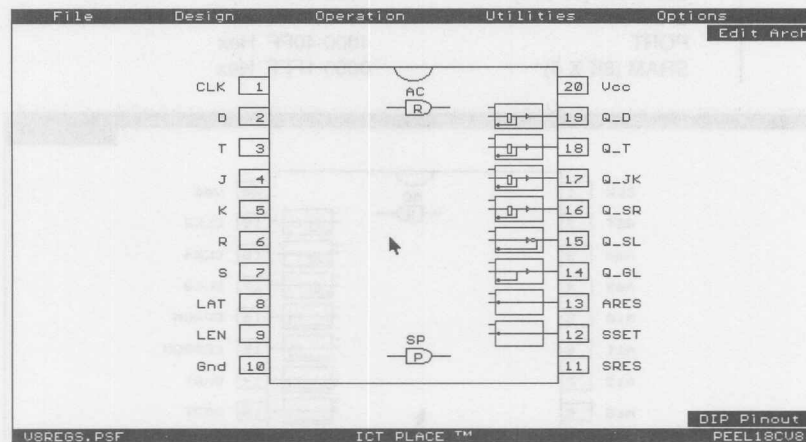 File Design Operation Utilities Options
Edit Arch
CLK 1 20 Vcc
AC
R
D 2 19 Q_D
T 3 18 Q_T
J 4 17 Q_JK
K 5 16 Q_SR
R 6 15 Q_SL
S 7 14 Q_GL
LAT 8 13 ARES
LEN 9 12 SSET
SP
P
Gnd 10 11 SRES
DIP Pinout
V8REGS.PSF ICT PLACE ™ PEEL18CV8